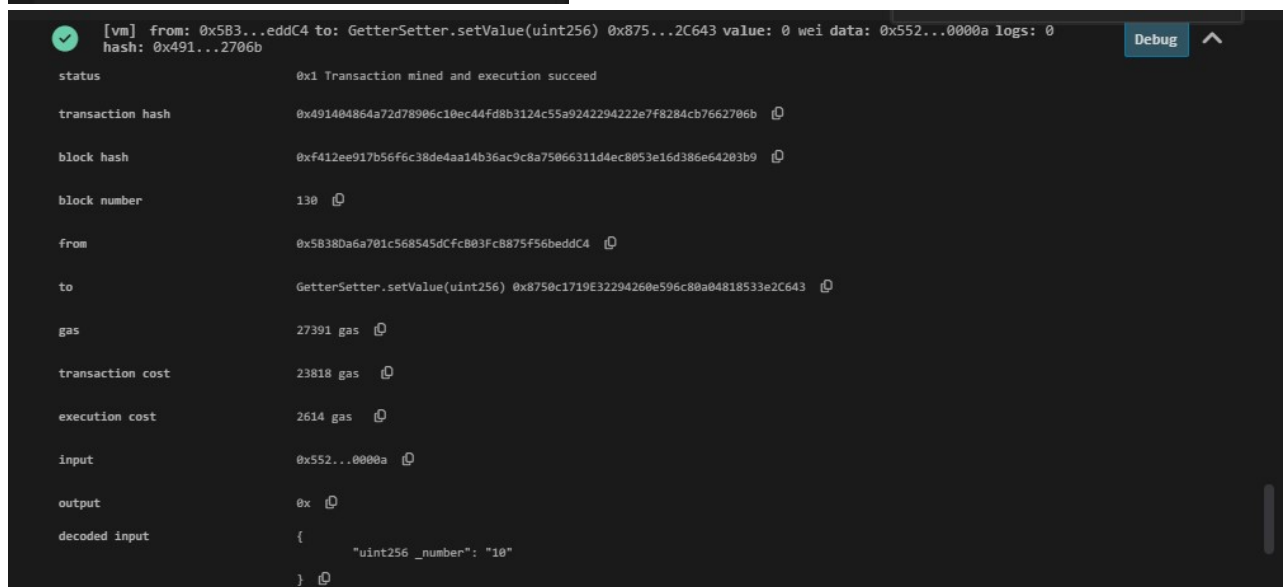 [vm] from: 0x5B3...eddC4 to: GetterSetter.setValue(uint256) 0x875...2C643 value: 0 wei data: 0x552...0000a logs: 0
hash: 0x491...2706b
Debug
status 0x1 Transaction mined and execution succeed
transaction hash 0x491404864a72d78906c10ec44fd8b3124c55a9242294222e7f8284cb7662706b
block hash 0xf412ee917b56f6c38de4aa14b36ac9c8a75066311d4ec8053e16d386e64203b9
block number 130
from 0x5B38Da6a701c568545dCfcB03FcB875f56beddC4
to GetterSetter.setValue(uint256) 0x8750c1719E32294260e596c80a04818533e2C643
gas 27391 gas
transaction cost 23818 gas
execution cost 2614 gas
input 0x552...0000a
output 0x
decoded input {
"uint256 _number": "10"
}